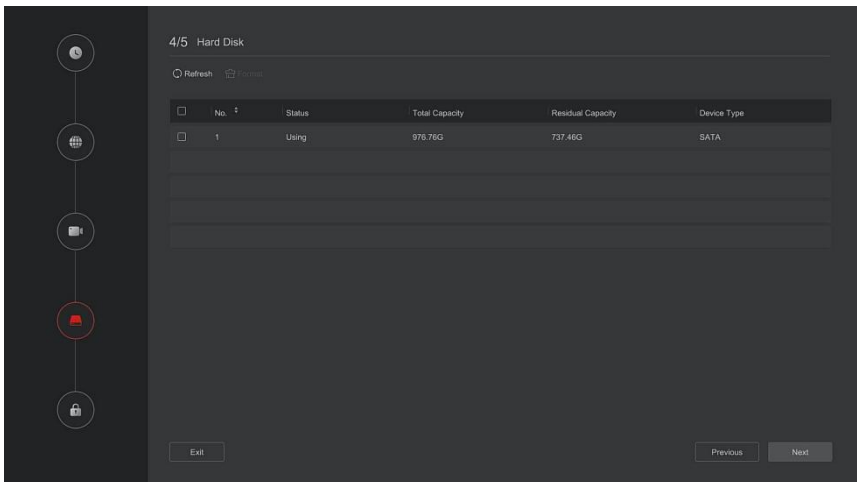 4/5 Hard Disk
Refresh Format
No. Status Total Capacity Residual Capacity Device Type
1 Using 976.76G 737.46G SATA
Exit Previous Next